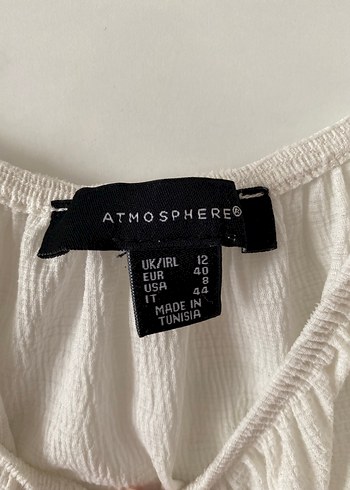 ATMOSPHERE®
UK/IRL 12
EUR 40
USA 8
IT 44
MADE IN
TUNISIA